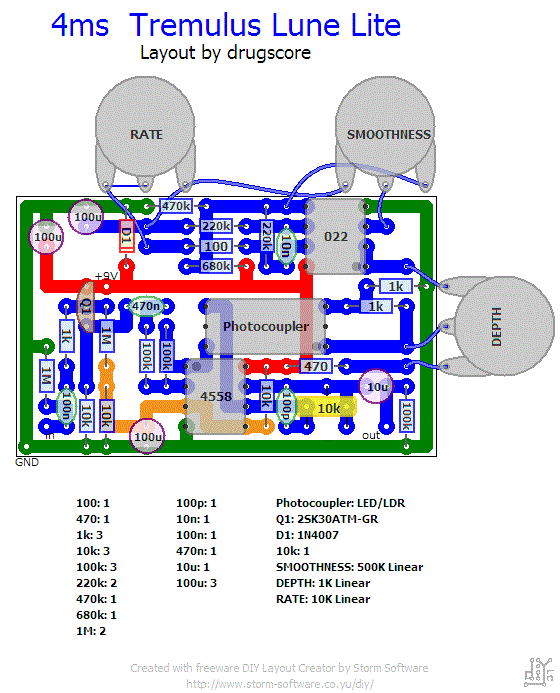 4ms Tremulus Lune Lite
Layout by drugscore
RATE
SMOOTHNESS
470k
100u
220k
022
100u
D1
100
220k
10n
680k
+9V
1k
Q1
470n
1k
Photocoupler
DEPTH
1k
1M
100k
100k
470
1M
4558
10u
100n
10k
10k
10k
100p
10k
100k
in
100u
out
GND
100: 1
470: 1
1k: 3
10k: 3
100k: 3
220k: 2
470k: 1
680k: 1
1M: 2
100p: 1
10n: 1
100n: 1
470n: 1
10u: 1
100u: 3
Photocoupler: LED/LDR
Q1: 2SK30ATM-GR
D1: 1N4007
10k: 1
SMOOTHNESS: 500K Linear
DEPTH: 1K Linear
RATE: 10K Linear
Created with freeware DIY Layout Creator by Storm Software
http://www.storm-software.co.yu/diy/
DIY